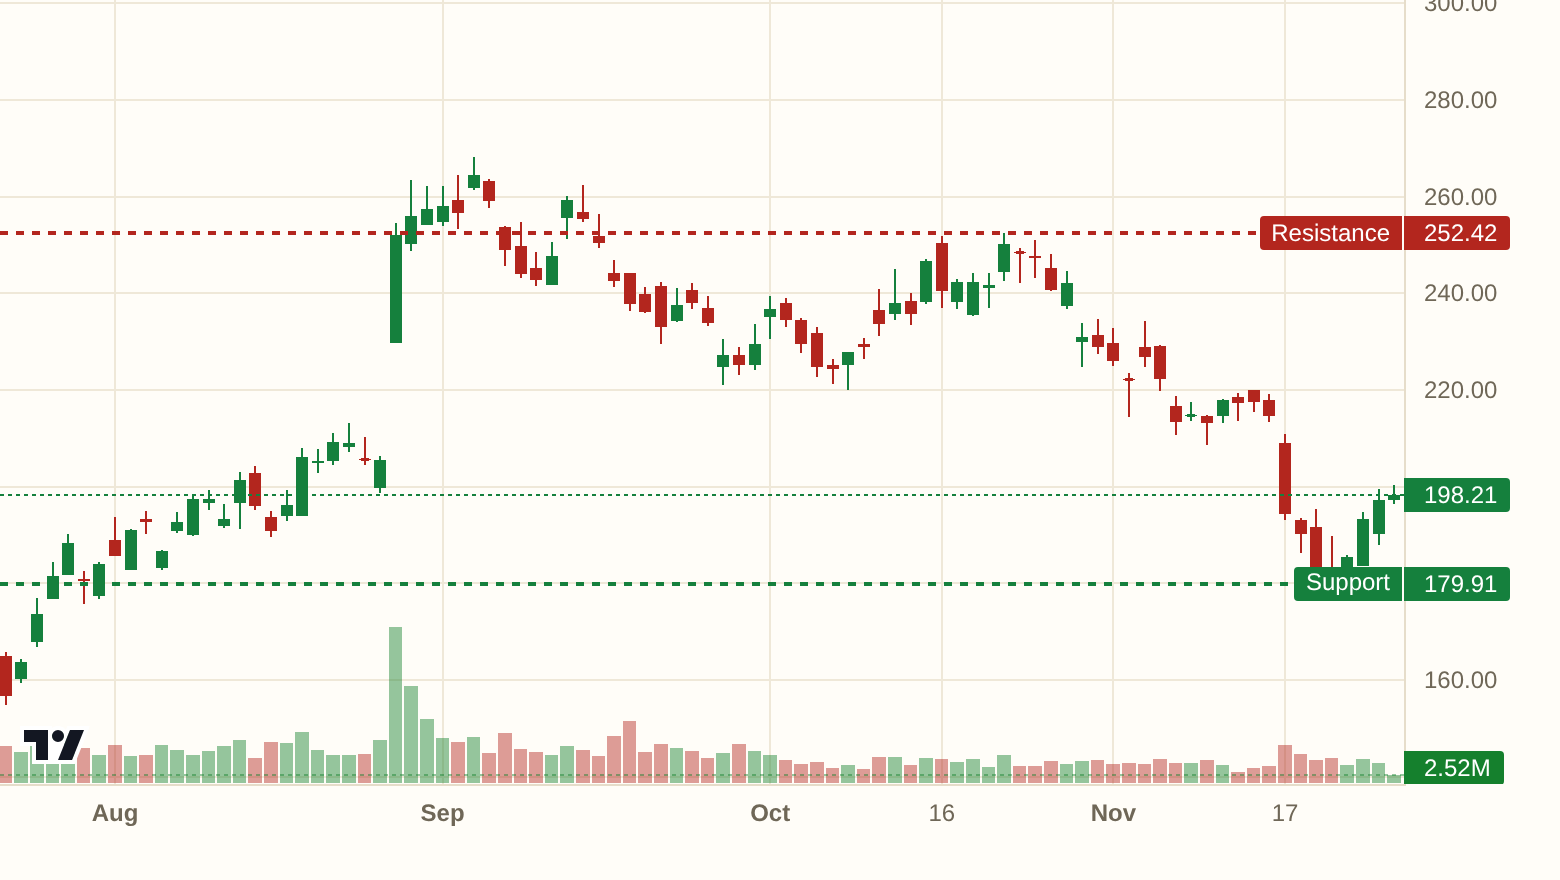 300.00
280.00
260.00
Resistance 252.42
240.00
220.00
198.21
Support 179.91
160.00
2.52M
Aug Sep Oct 16 Nov 17